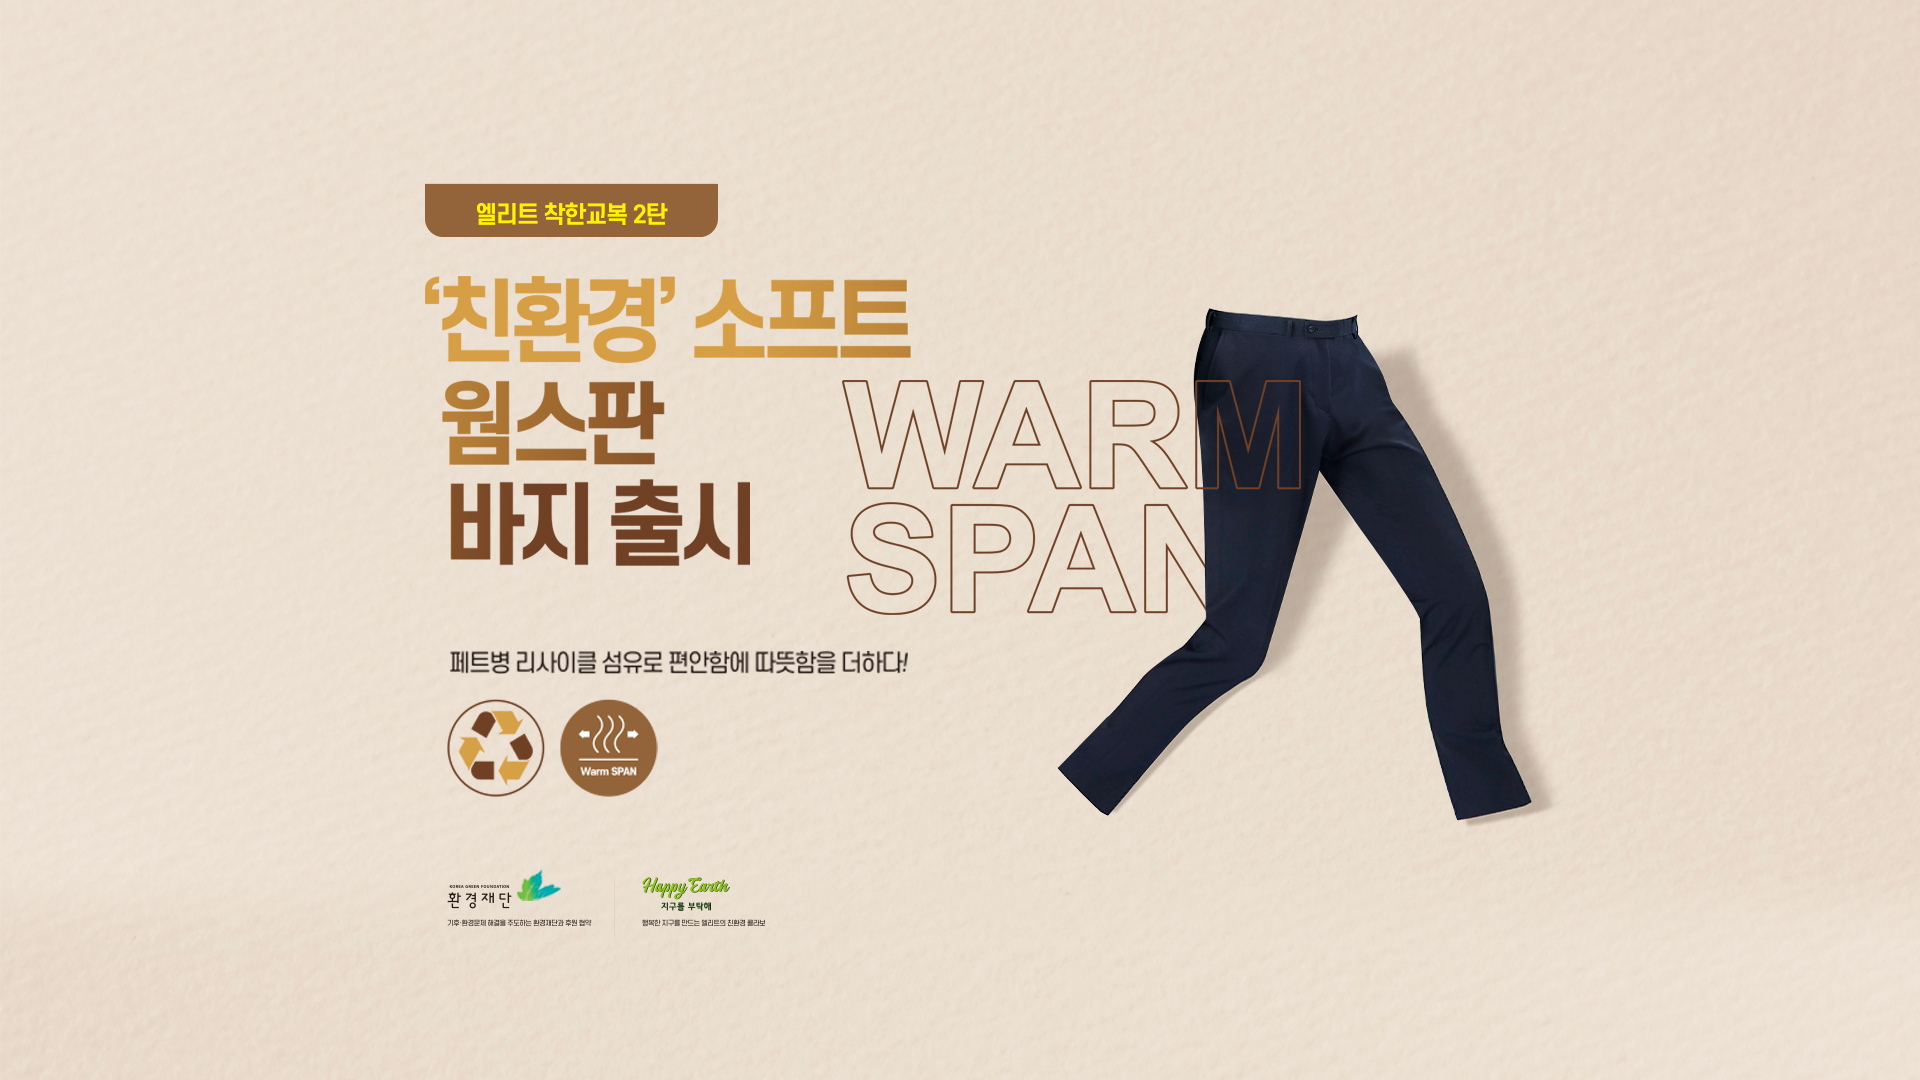 엘리트 착한교복 2탄
‘친환경’ 소프트
웜스판
바지 출시
WARM
SPAN
페트병 리사이클 섬유로 편안함에 따뜻함을 더하다!
Warm SPAN
KOREA GREEN FOUNDATION
환경재단
기후·환경문제 해결을 주도하는 환경재단과 후원 협약
Happy Earth
지구를 부탁해
행복한 지구를 만드는 엘리트의 친환경 콜라보